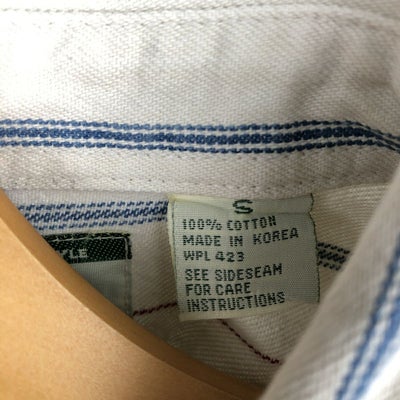 S
100% COTTON
MADE IN KOREA
WPL 423
SEE SIDESEAM
FOR CARE
INSTRUCTIONS